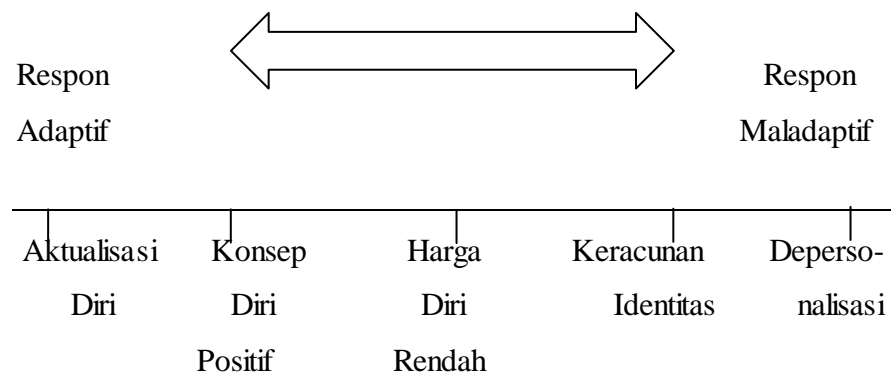 Respon Respon
Adaptif Maladaptif
Aktualisasi Konsep Harga Keracunan Deperso-
Diri Diri Diri Identitas nalisasi
Positif Rendah